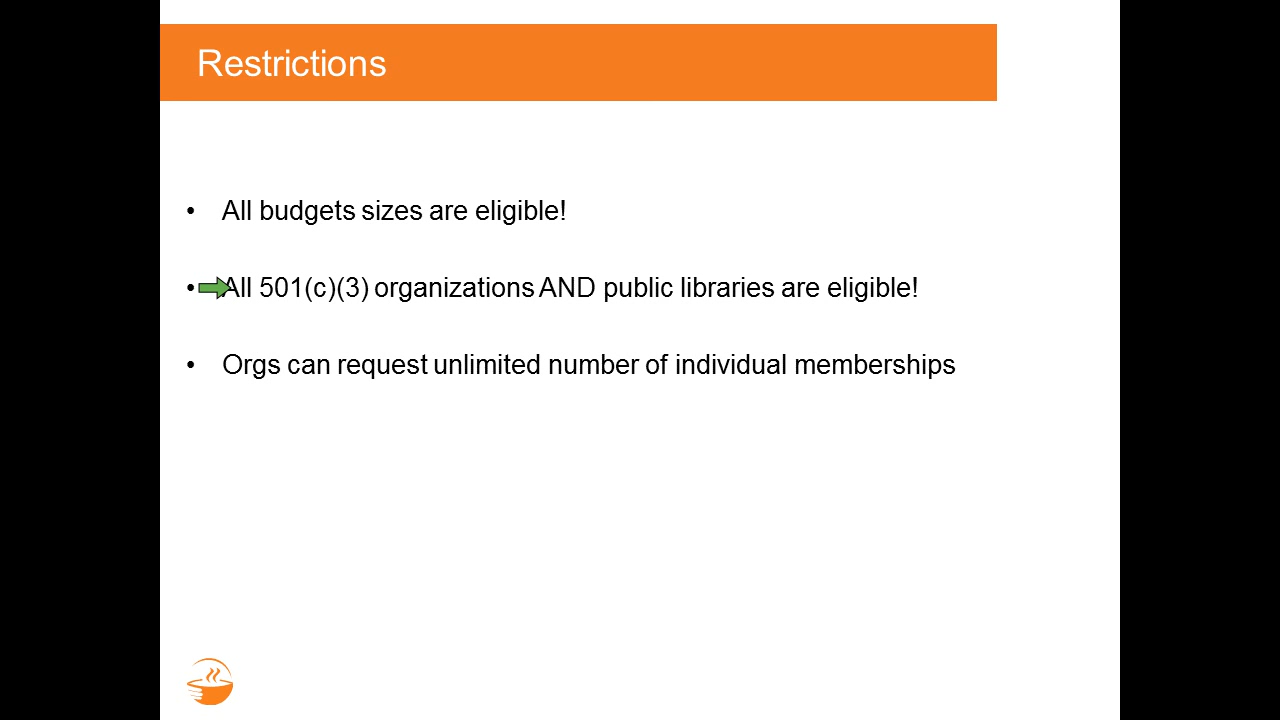 Restrictions
• All budgets sizes are eligible!
• All 501(c)(3) organizations AND public libraries are eligible!
• Orgs can request unlimited number of individual memberships